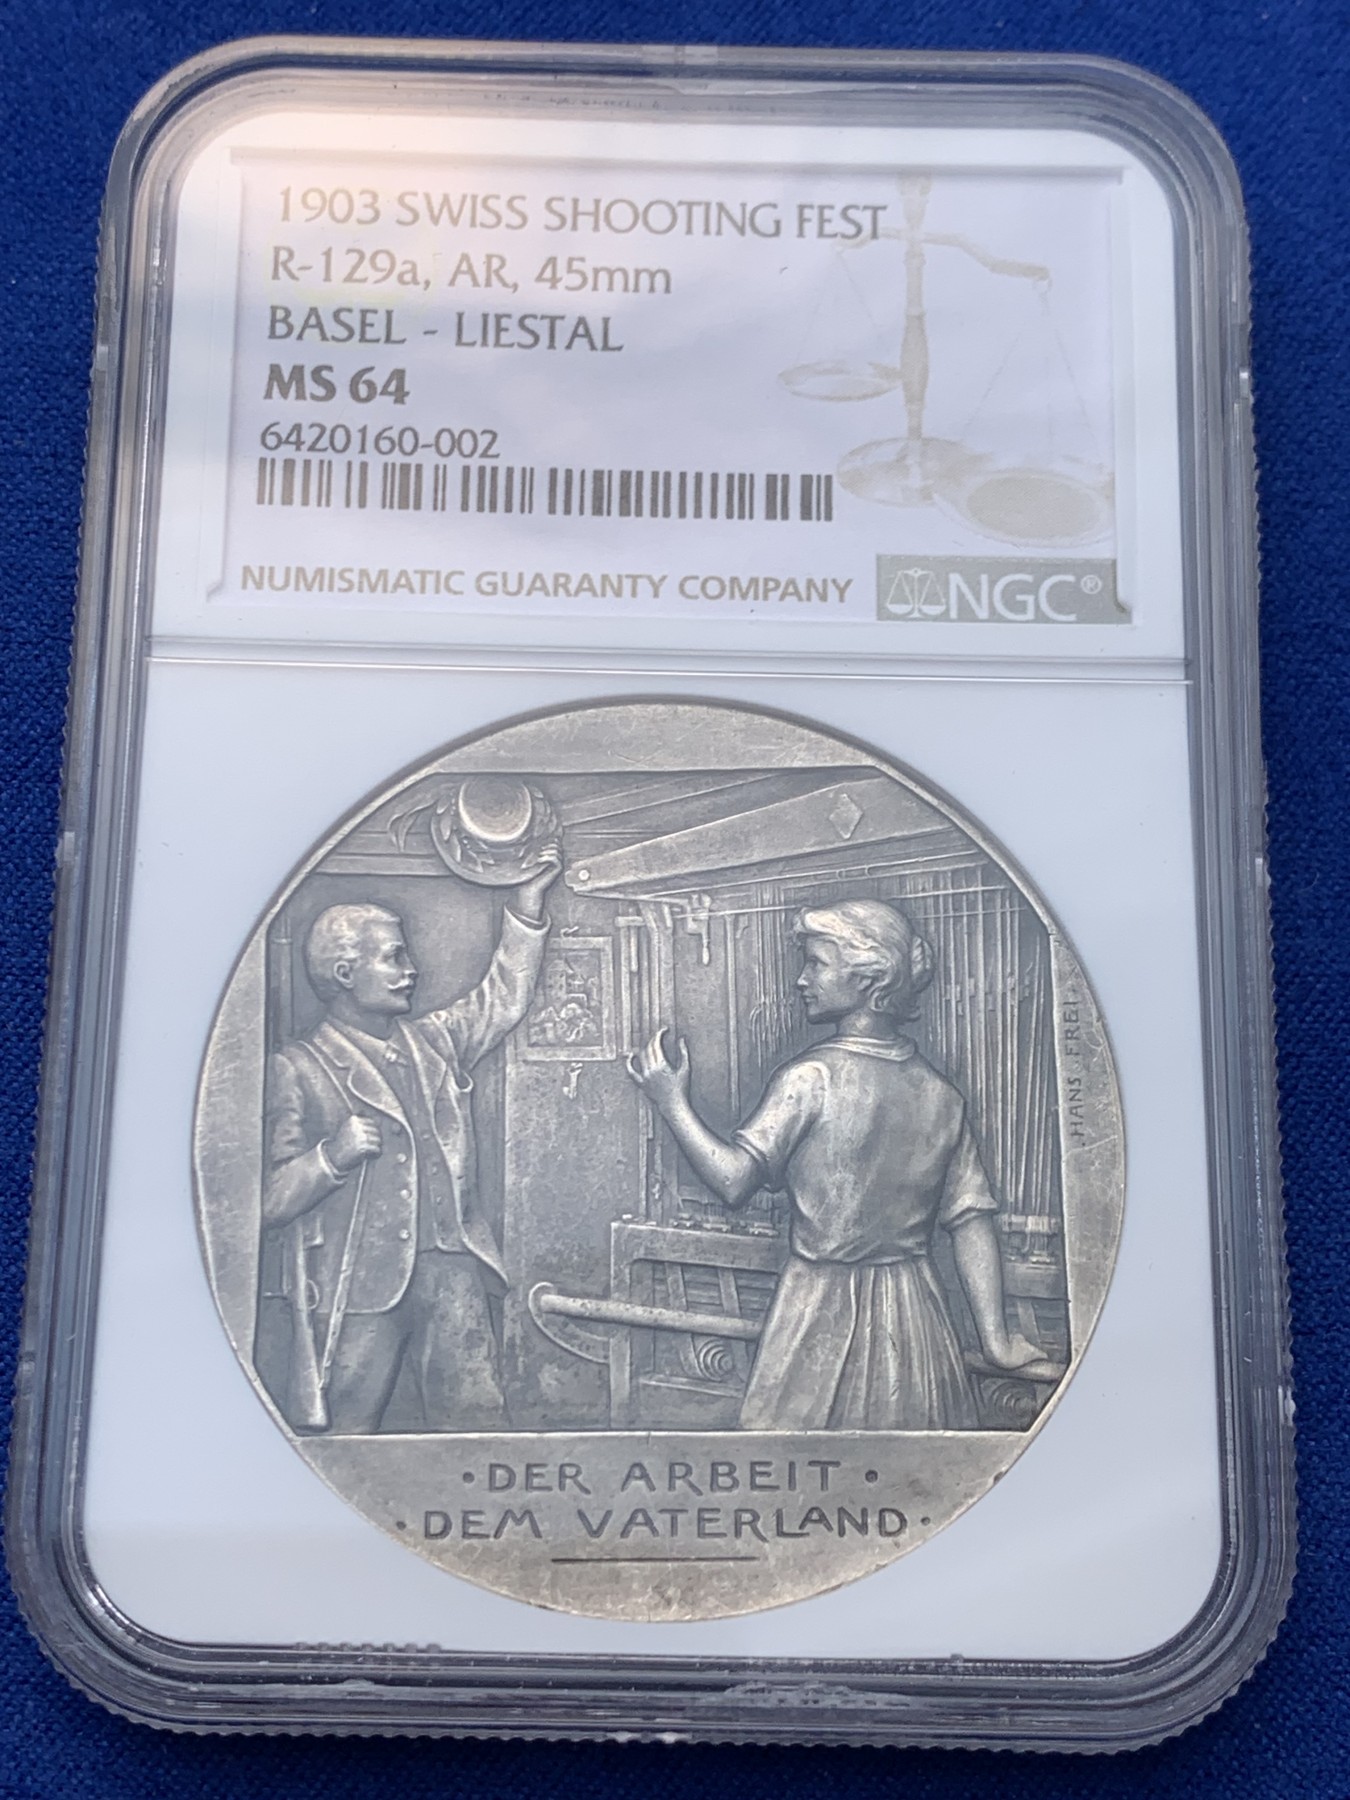 1903 SWISS SHOOTING FEST
R-129a, AR, 45mm
BASEL - LIESTAL
MS 64
6420160-002
NUMISMATIC GUARANTY COMPANY
NGC®
HANS FREI
·DER ARBEIT·
·DEM VATERLAND·